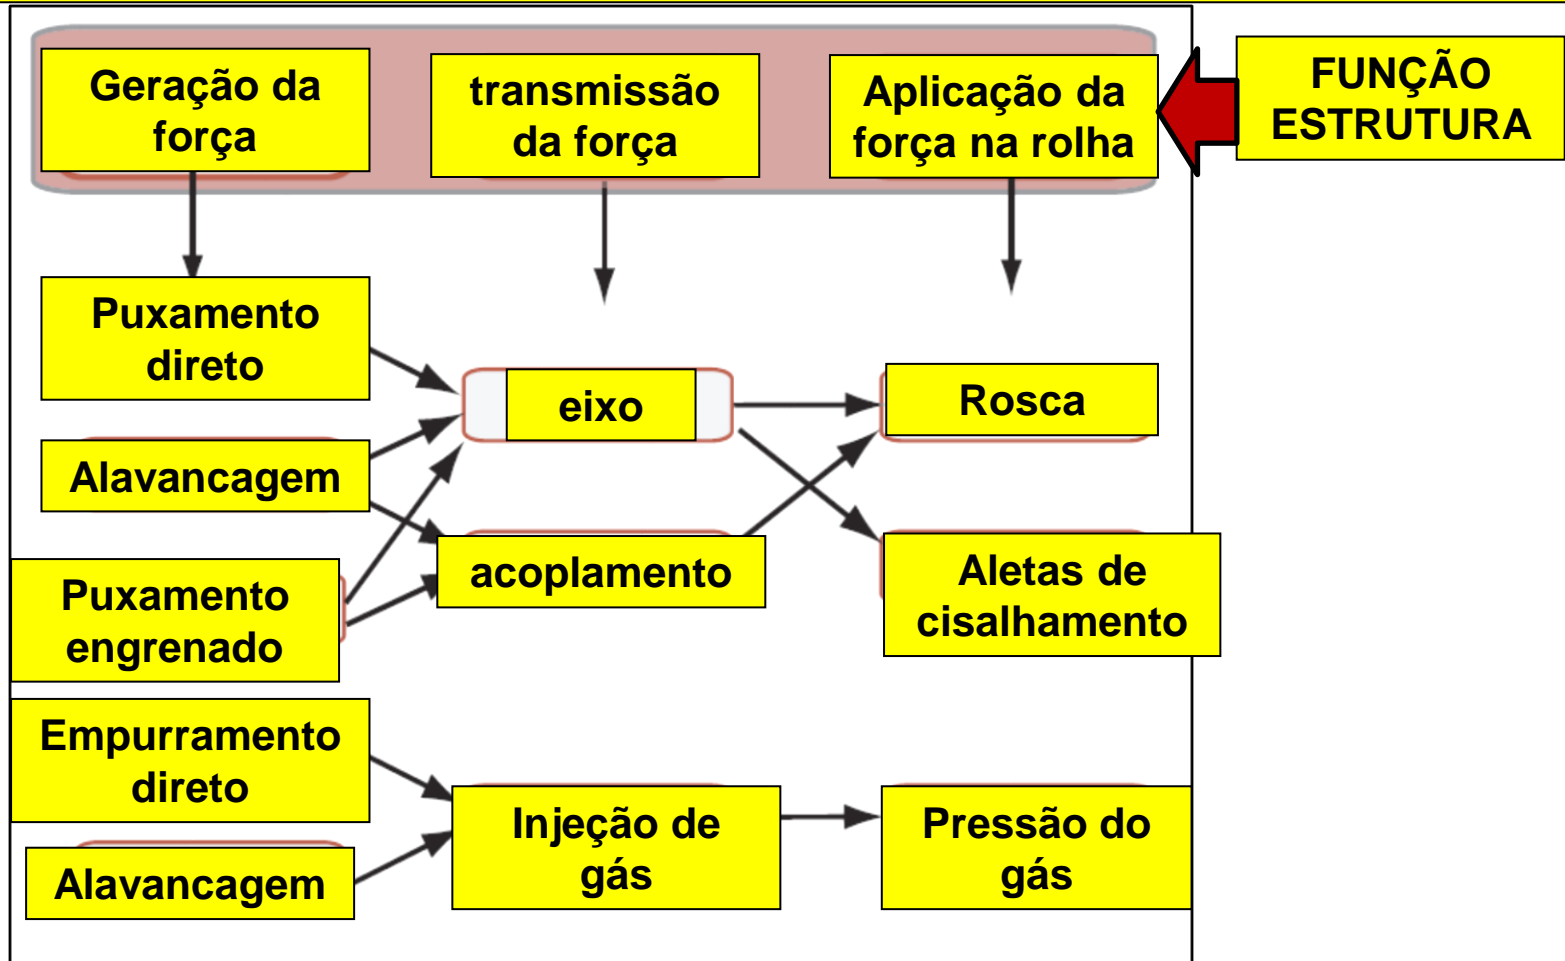 Geração da
força
transmissão
da força
Aplicação da
força na rolha
FUNÇÃO
ESTRUTURA
Puxamento
direto
eixo
Rosca
Alavancagem
acoplamento
Aletas de
cisalhamento
Puxamento
engrenado
Empurramento
direto
Injeção de
gás
Pressão do
gás
Alavancagem